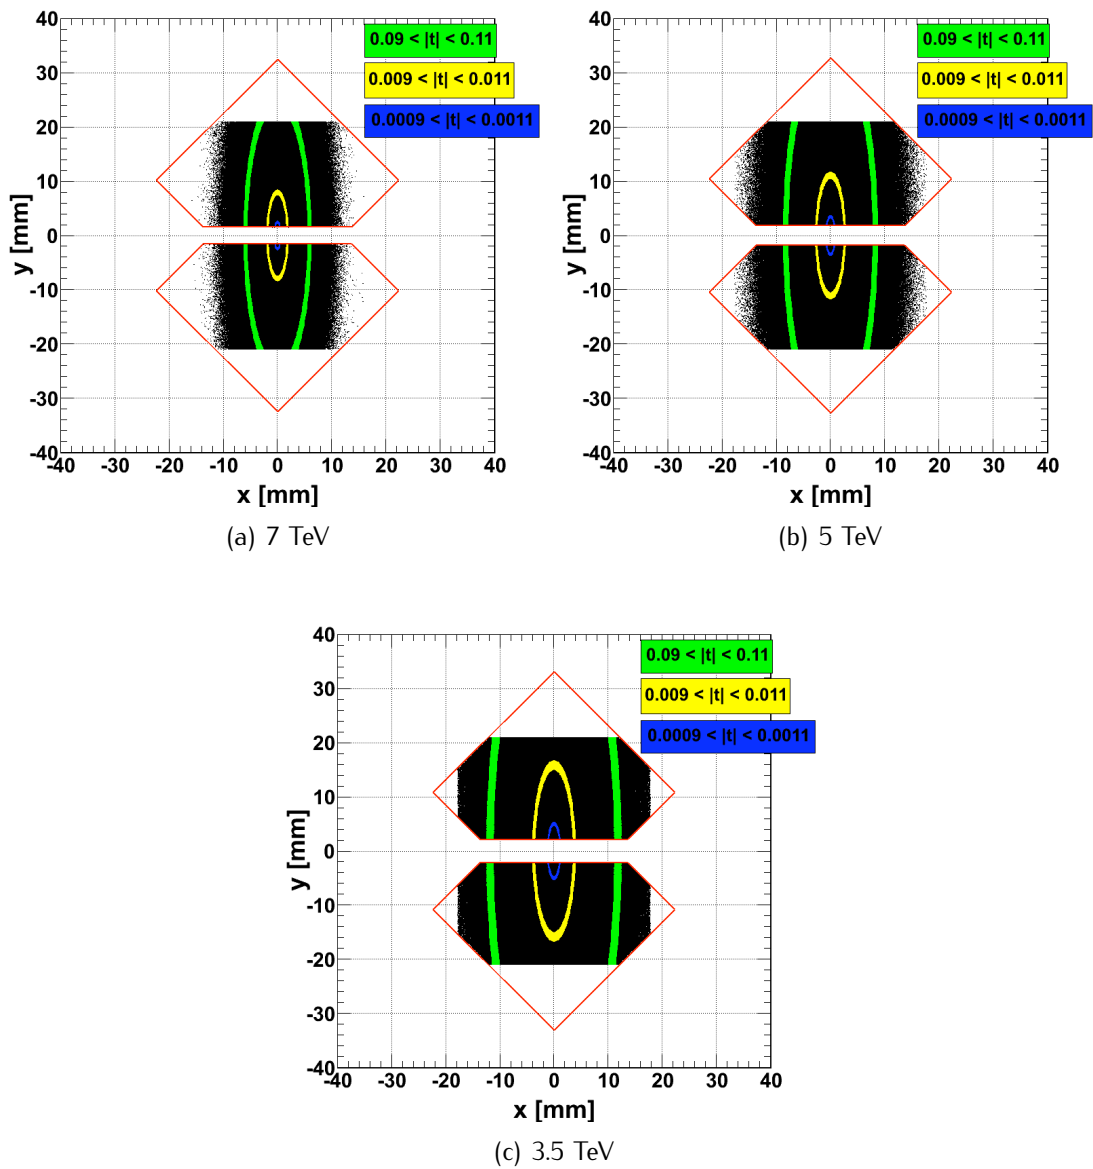 40
30
20
10
0
-10
-20
-30
-40
y [mm]
-40 -30 -20 -10 0 10 20 30 40
x [mm]
0.09 < |t| < 0.11
0.009 < |t| < 0.011
0.0009 < |t| < 0.0011
(a) 7 TeV
40
30
20
10
0
-10
-20
-30
-40
y [mm]
-40 -30 -20 -10 0 10 20 30 40
x [mm]
0.09 < |t| < 0.11
0.009 < |t| < 0.011
0.0009 < |t| < 0.0011
(b) 5 TeV
40
30
20
10
0
-10
-20
-30
-40
y [mm]
-40 -30 -20 -10 0 10 20 30 40
x [mm]
0.09 < |t| < 0.11
0.009 < |t| < 0.011
0.0009 < |t| < 0.0011
(c) 3.5 TeV